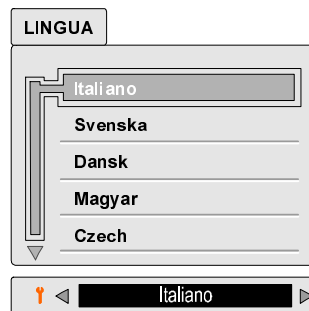 LINGUA
Italiano
Svenska
Dansk
Magyar
Czech
Italiano